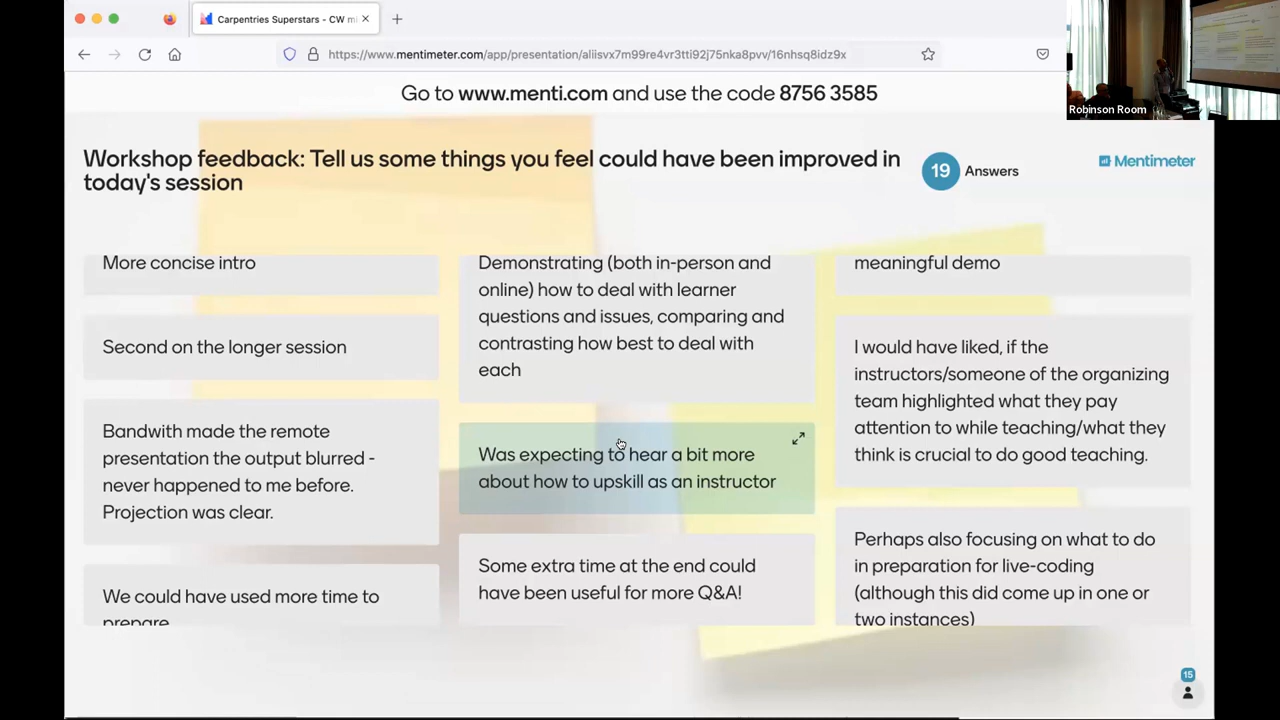 Carpentries Superstars - CW mi
https://www.mentimeter.com/app/presentation/aliisvx7m99re4vr3tti92j75nka8pvv/16nhsq8idz9x
Robinson Room
Go to www.menti.com and use the code 8756 3585
Workshop feedback: Tell us some things you feel could have been improved in
today's session
19 Answers
Mentimeter
More concise intro
Second on the longer session
Bandwith made the remote
presentation the output blurred -
never happened to me before.
Projection was clear.
We could have used more time to
prepare
Demonstrating (both in-person and
online) how to deal with learner
questions and issues, comparing and
contrasting how best to deal with
each
Was expecting to hear a bit more
about how to upskill as an instructor
Some extra time at the end could
have been useful for more Q&A!
meaningful demo
I would have liked, if the
instructors/someone of the organizing
team highlighted what they pay
attention to while teaching/what they
think is crucial to do good teaching.
Perhaps also focusing on what to do
in preparation for live-coding
(although this did come up in one or
two instances)
15